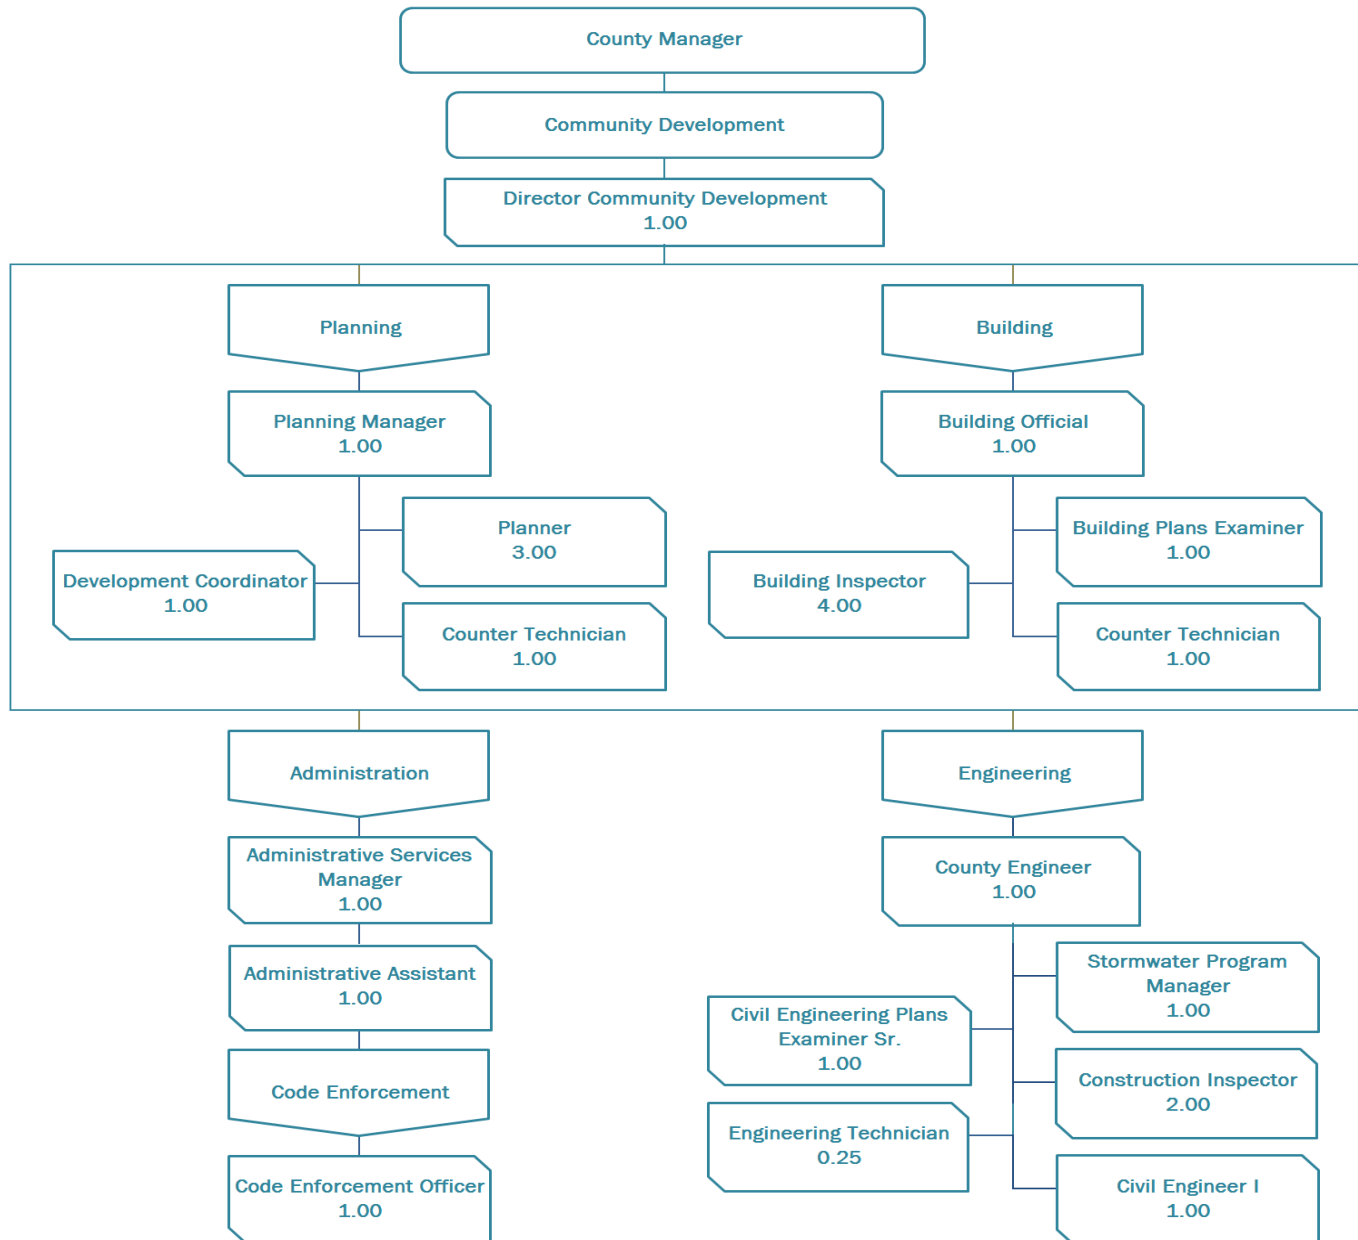 County Manager
Community Development
Director Community Development
1.00
Planning
Planning Manager
1.00
Planner
3.00
Development Coordinator
1.00
Counter Technician
1.00
Building
Building Official
1.00
Building Plans Examiner
1.00
Building Inspector
4.00
Counter Technician
1.00
Administration
Administrative Services
Manager
1.00
Administrative Assistant
1.00
Code Enforcement
Code Enforcement Officer
1.00
Engineering
County Engineer
1.00
Stormwater Program
Manager
1.00
Civil Engineering Plans
Examiner Sr.
1.00
Construction Inspector
2.00
Engineering Technician
0.25
Civil Engineer I
1.00